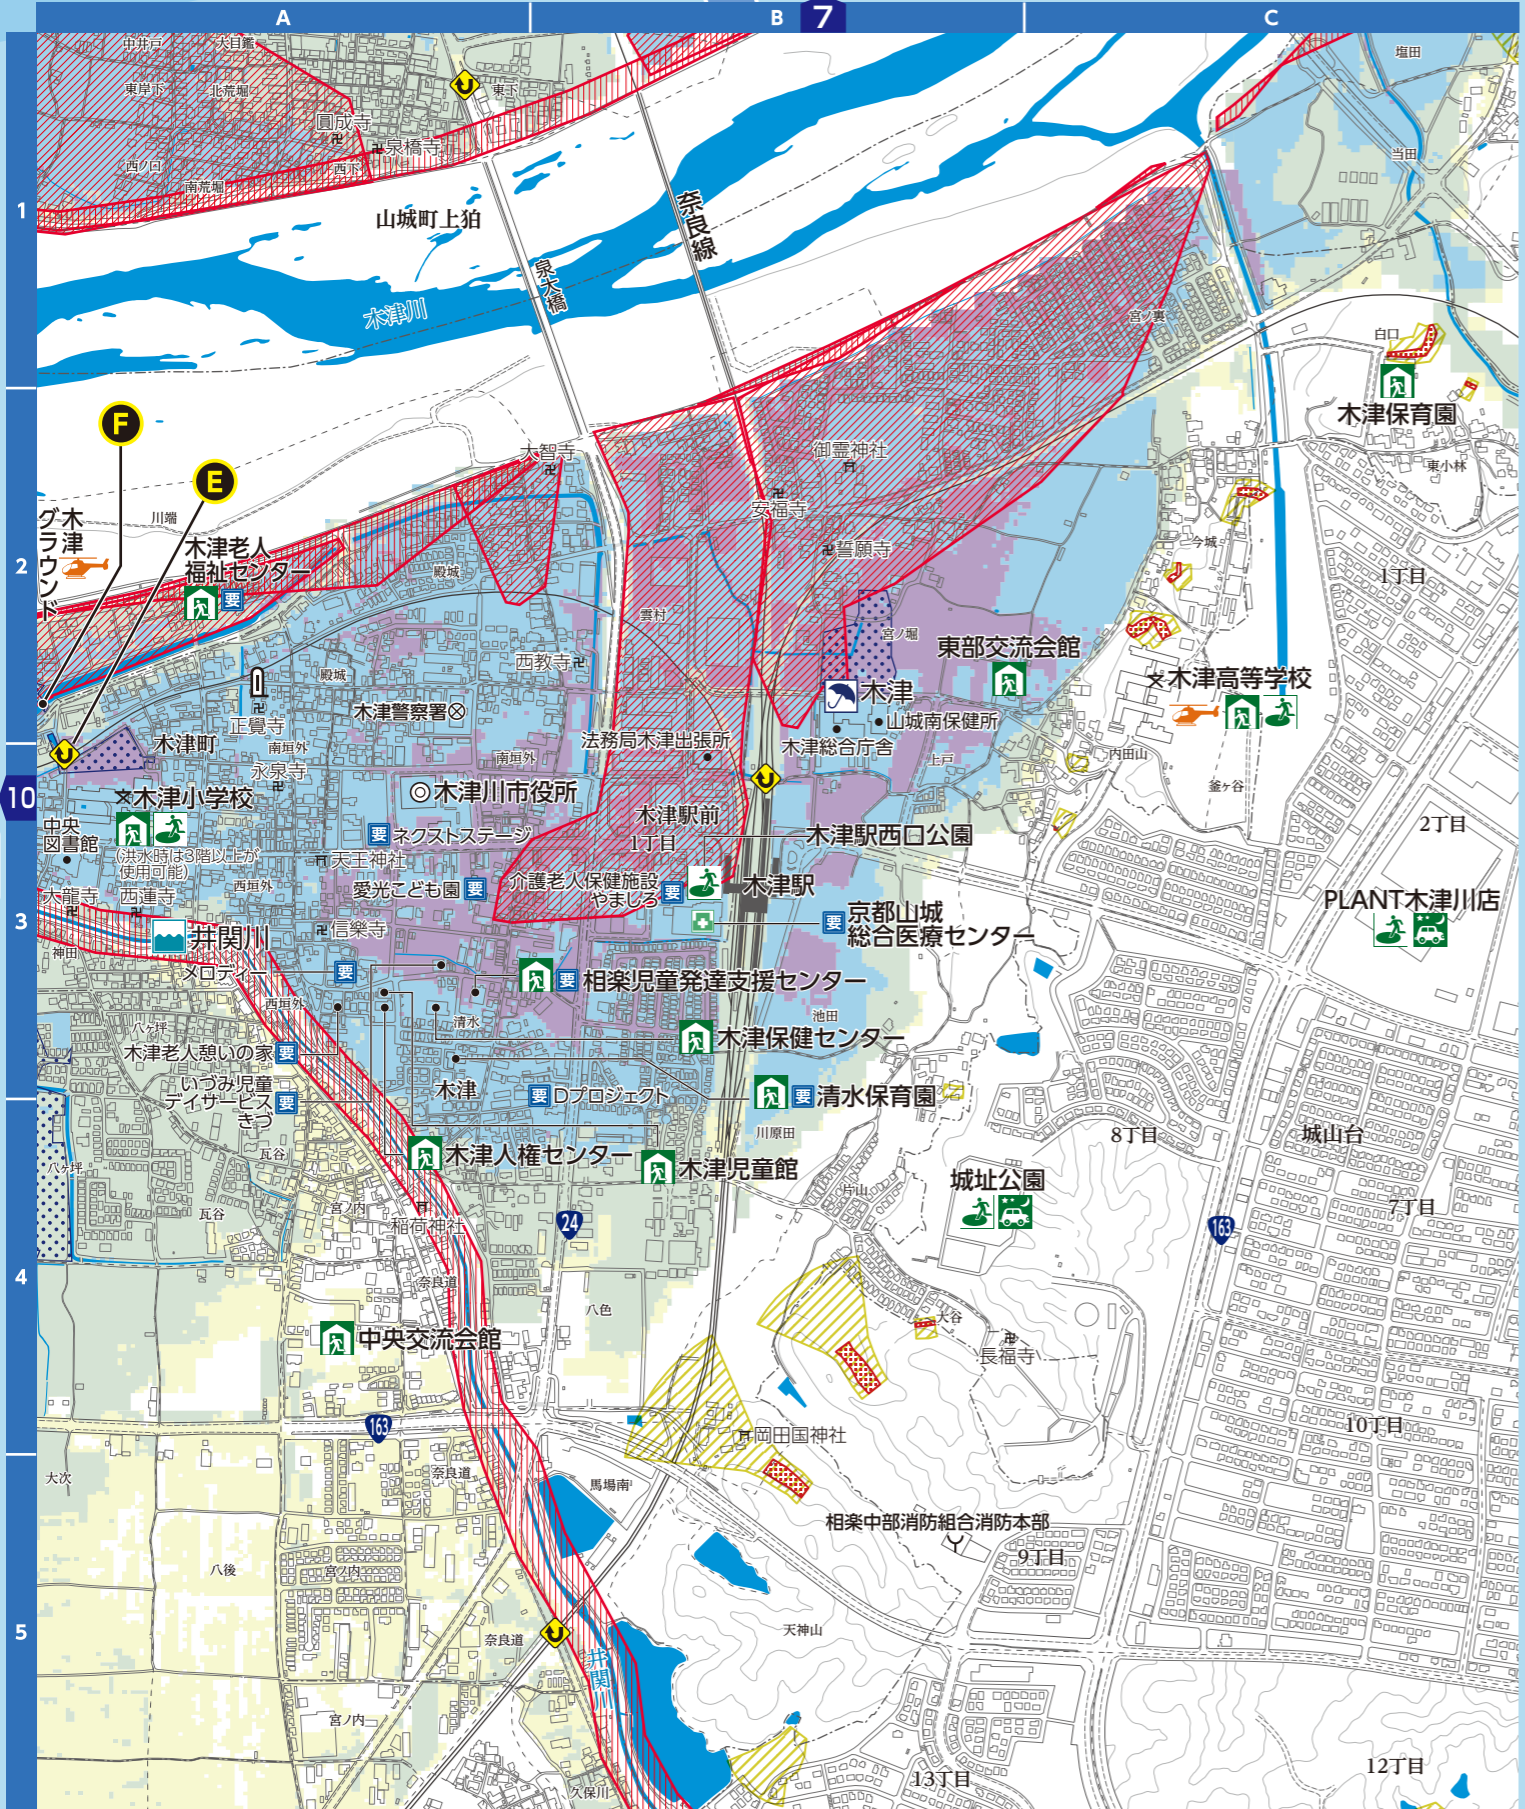 A
B
7
C
1
2
10
3
4
5
中井戸
大目鑑
東岸下
北荒堀
東下
圓成寺
泉橋寺
西ノ口
西下
南荒堀
山城町上狛
奈良線
泉大橋
木津川
塩田
当田
宮ノ裏
白口
木津保育園
東小林
F
E
川端
木津
グラウンド
木津老人
福祉センター
要
殿城
大智寺
御霊神社
安福寺
誓願寺
今城
1丁目
雲村
宮ノ堀
東部交流会館
西教寺
殿城
木津
木津高等学校
正覺寺
木津警察署
山城南保健所
法務局木津出張所
木津総合庁舎
上戸
内田山
釜ヶ谷
木津町
南垣外
南垣外
永泉寺
木津小学校
木津川市役所
木津駅前
1丁目
木津駅西口公園
2丁目
中央
図書館
(洪水時は3階以上が
使用可能)
要
ネクストステージ
天王神社
西垣外
愛光こども園
要
介護老人保健施設
やましろ
要
木津駅
PLANT木津川店
大龍寺
西連寺
信楽寺
要
京都山城
総合医療センター
神田
井関川
メロディー
要
要
相楽児童発達支援センター
西垣外
清水
池田
八ヶ坪
木津保健センター
木津老人憩いの家
要
いづみ児童
デイサービス
きづ
要
木津
要
Dプロジェクト
要
清水保育園
川原田
8丁目
城山台
瓦谷
八ヶ坪
木津人権センター
木津児童館
片山
城址公園
7丁目
瓦谷
宮ノ内
稲荷神社
24
163
奈良道
八色
大谷
長福寺
中央交流会館
163
岡田国神社
10丁目
大次
奈良道
馬場南
相楽中部消防組合消防本部
9丁目
八後
宮ノ内
奈良道
天神山
井関川
宮ノ内
久保川
13丁目
12丁目